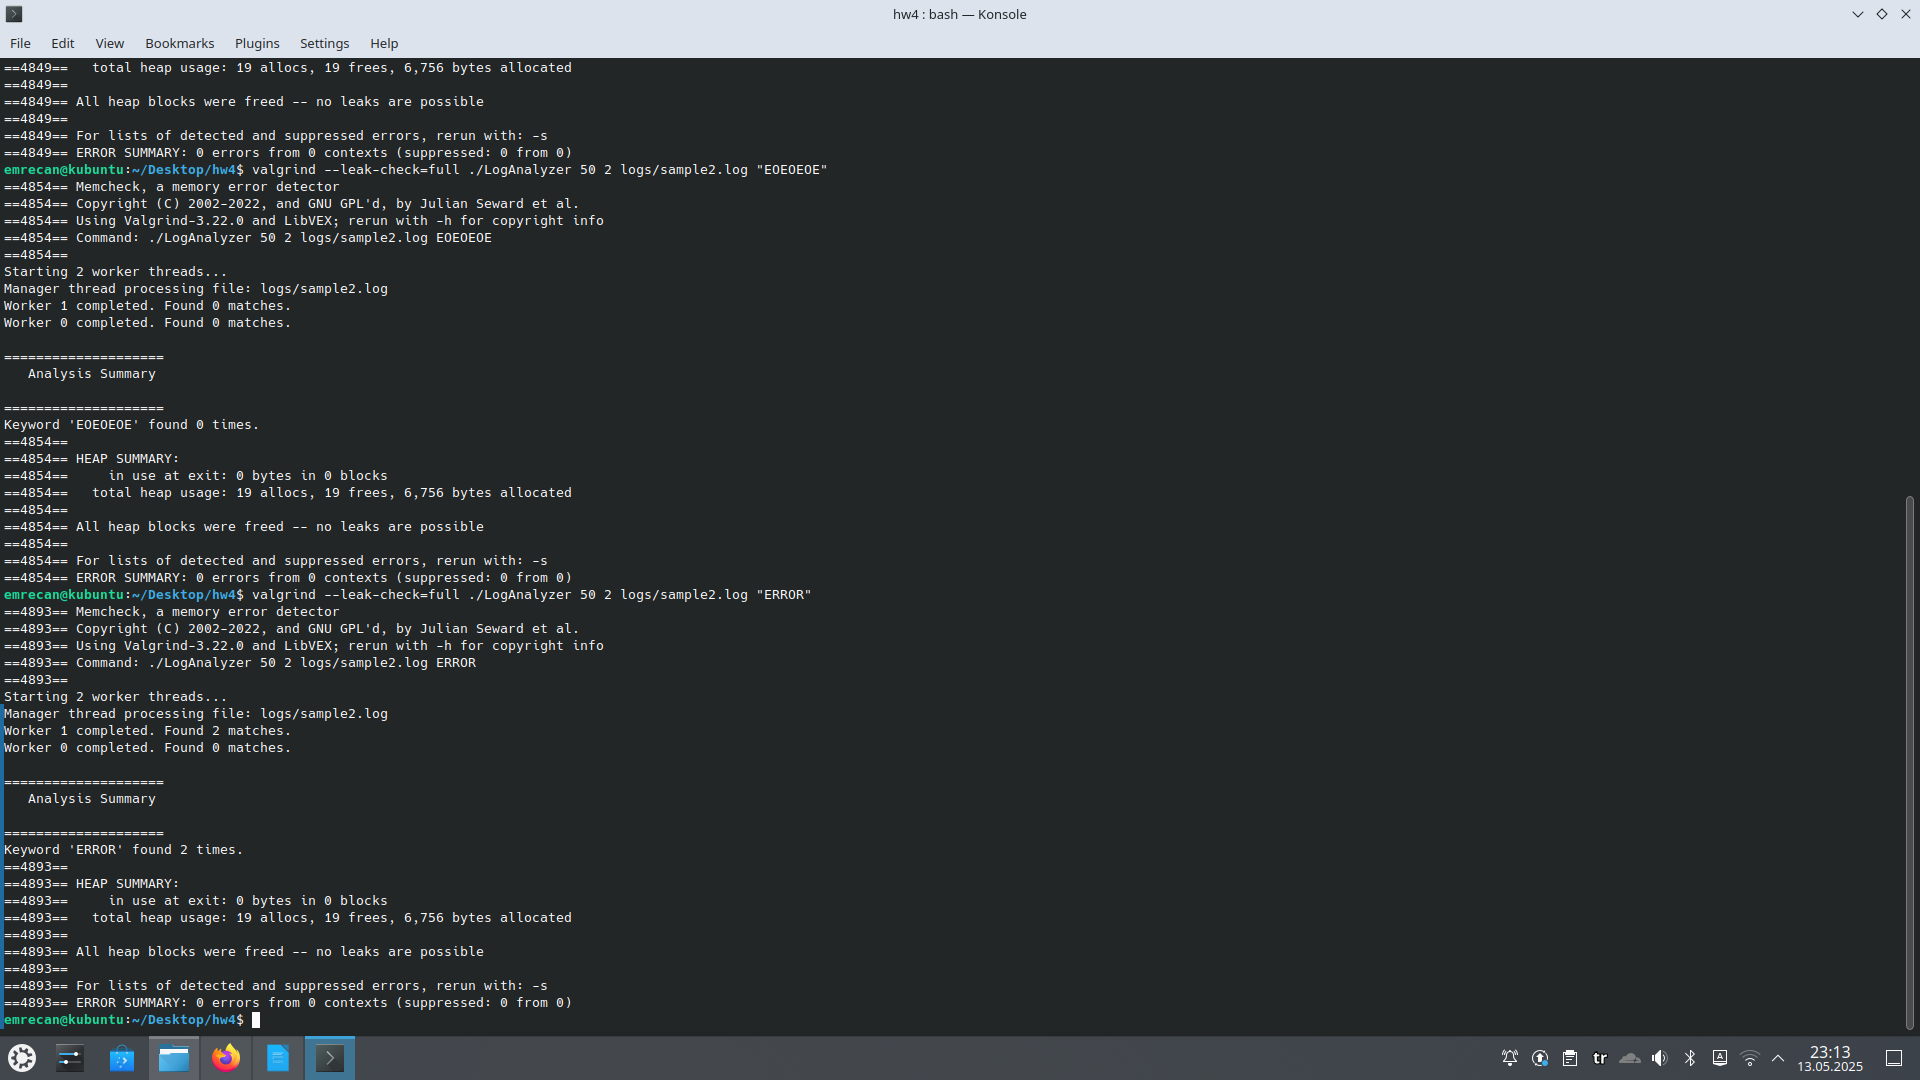 hw4 : bash — Konsole
File Edit View Bookmarks Plugins Settings Help
==4849==   total heap usage: 19 allocs, 19 frees, 6,756 bytes allocated
==4849==
==4849== All heap blocks were freed -- no leaks are possible
==4849==
==4849== For lists of detected and suppressed errors, rerun with: -s
==4849== ERROR SUMMARY: 0 errors from 0 contexts (suppressed: 0 from 0)
emrecan@kubuntu:~/Desktop/hw4$ valgrind --leak-check=full ./LogAnalyzer 50 2 logs/sample2.log "EOEOEOE"
==4854== Memcheck, a memory error detector
==4854== Copyright (C) 2002-2022, and GNU GPL'd, by Julian Seward et al.
==4854== Using Valgrind-3.22.0 and LibVEX; rerun with -h for copyright info
==4854== Command: ./LogAnalyzer 50 2 logs/sample2.log EOEOEOE
==4854==
Starting 2 worker threads...
Manager thread processing file: logs/sample2.log
Worker 1 completed. Found 0 matches.
Worker 0 completed. Found 0 matches.
====================
   Analysis Summary
====================
Keyword 'EOEOEOE' found 0 times.
==4854==
==4854== HEAP SUMMARY:
==4854==     in use at exit: 0 bytes in 0 blocks
==4854==   total heap usage: 19 allocs, 19 frees, 6,756 bytes allocated
==4854==
==4854== All heap blocks were freed -- no leaks are possible
==4854==
==4854== For lists of detected and suppressed errors, rerun with: -s
==4854== ERROR SUMMARY: 0 errors from 0 contexts (suppressed: 0 from 0)
emrecan@kubuntu:~/Desktop/hw4$ valgrind --leak-check=full ./LogAnalyzer 50 2 logs/sample2.log "ERROR"
==4893== Memcheck, a memory error detector
==4893== Copyright (C) 2002-2022, and GNU GPL'd, by Julian Seward et al.
==4893== Using Valgrind-3.22.0 and LibVEX; rerun with -h for copyright info
==4893== Command: ./LogAnalyzer 50 2 logs/sample2.log ERROR
==4893==
Starting 2 worker threads...
Manager thread processing file: logs/sample2.log
Worker 1 completed. Found 2 matches.
Worker 0 completed. Found 0 matches.
====================
   Analysis Summary
====================
Keyword 'ERROR' found 2 times.
==4893==
==4893== HEAP SUMMARY:
==4893==     in use at exit: 0 bytes in 0 blocks
==4893==   total heap usage: 19 allocs, 19 frees, 6,756 bytes allocated
==4893==
==4893== All heap blocks were freed -- no leaks are possible
==4893==
==4893== For lists of detected and suppressed errors, rerun with: -s
==4893== ERROR SUMMARY: 0 errors from 0 contexts (suppressed: 0 from 0)
emrecan@kubuntu:~/Desktop/hw4$
tr
23:13
13.05.2025